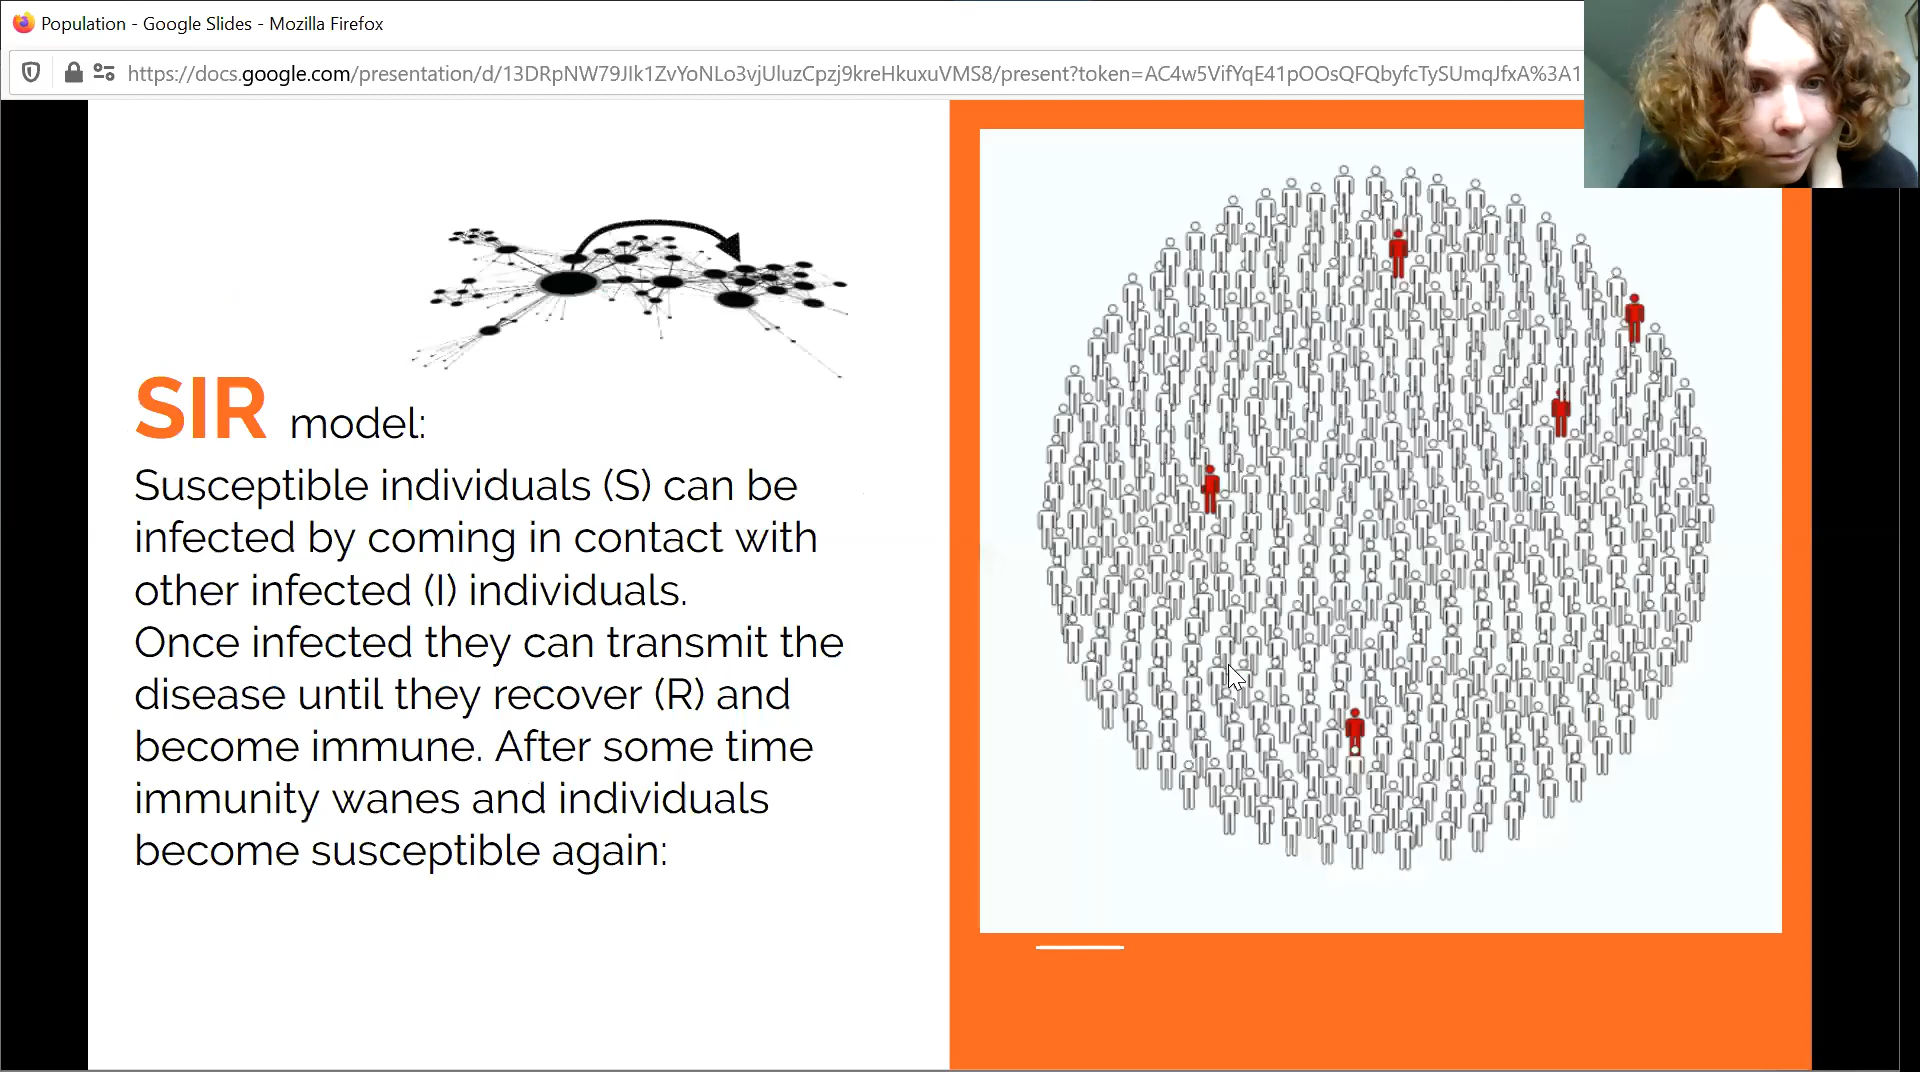 Population - Google Slides - Mozilla Firefox
https://docs.google.com/presentation/d/13DRpNW79JIk1ZvYoNLo3vjUluzCpzj9kreHkuxuVMS8/present?token=AC4w5VifYqE41pOOsQFQbyfcTySUmqJfxA%3A1
SIR model:
Susceptible individuals (S) can be
infected by coming in contact with
other infected (I) individuals.
Once infected they can transmit the
disease until they recover (R) and
become immune. After some time
immunity wanes and individuals
become susceptible again: